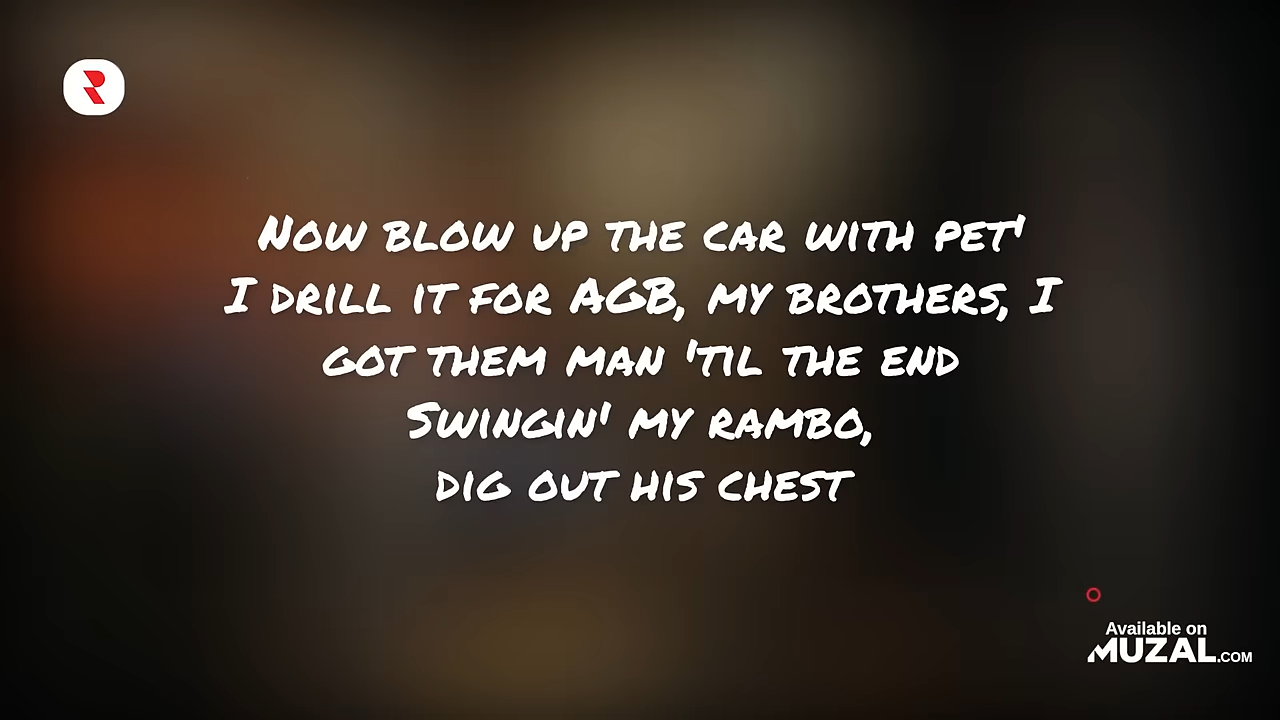 Now blow up the car with pet'
I drill it for AGB, my brothers, I
got them man 'til the end
Swingin' my rambo,
dig out his chest
Available on
MUZAL.COM